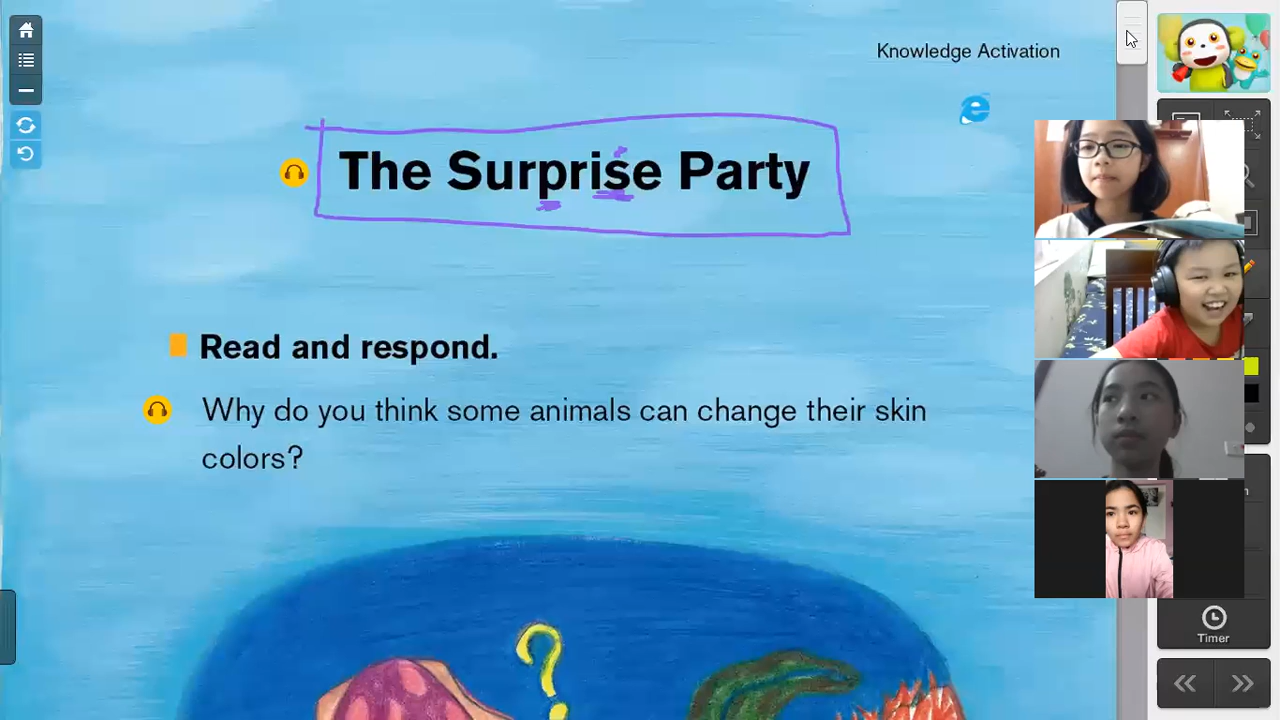 Knowledge Activation
The Surprise Party
Read and respond.
Why do you think some animals can change their skin
colors?
?
Timer